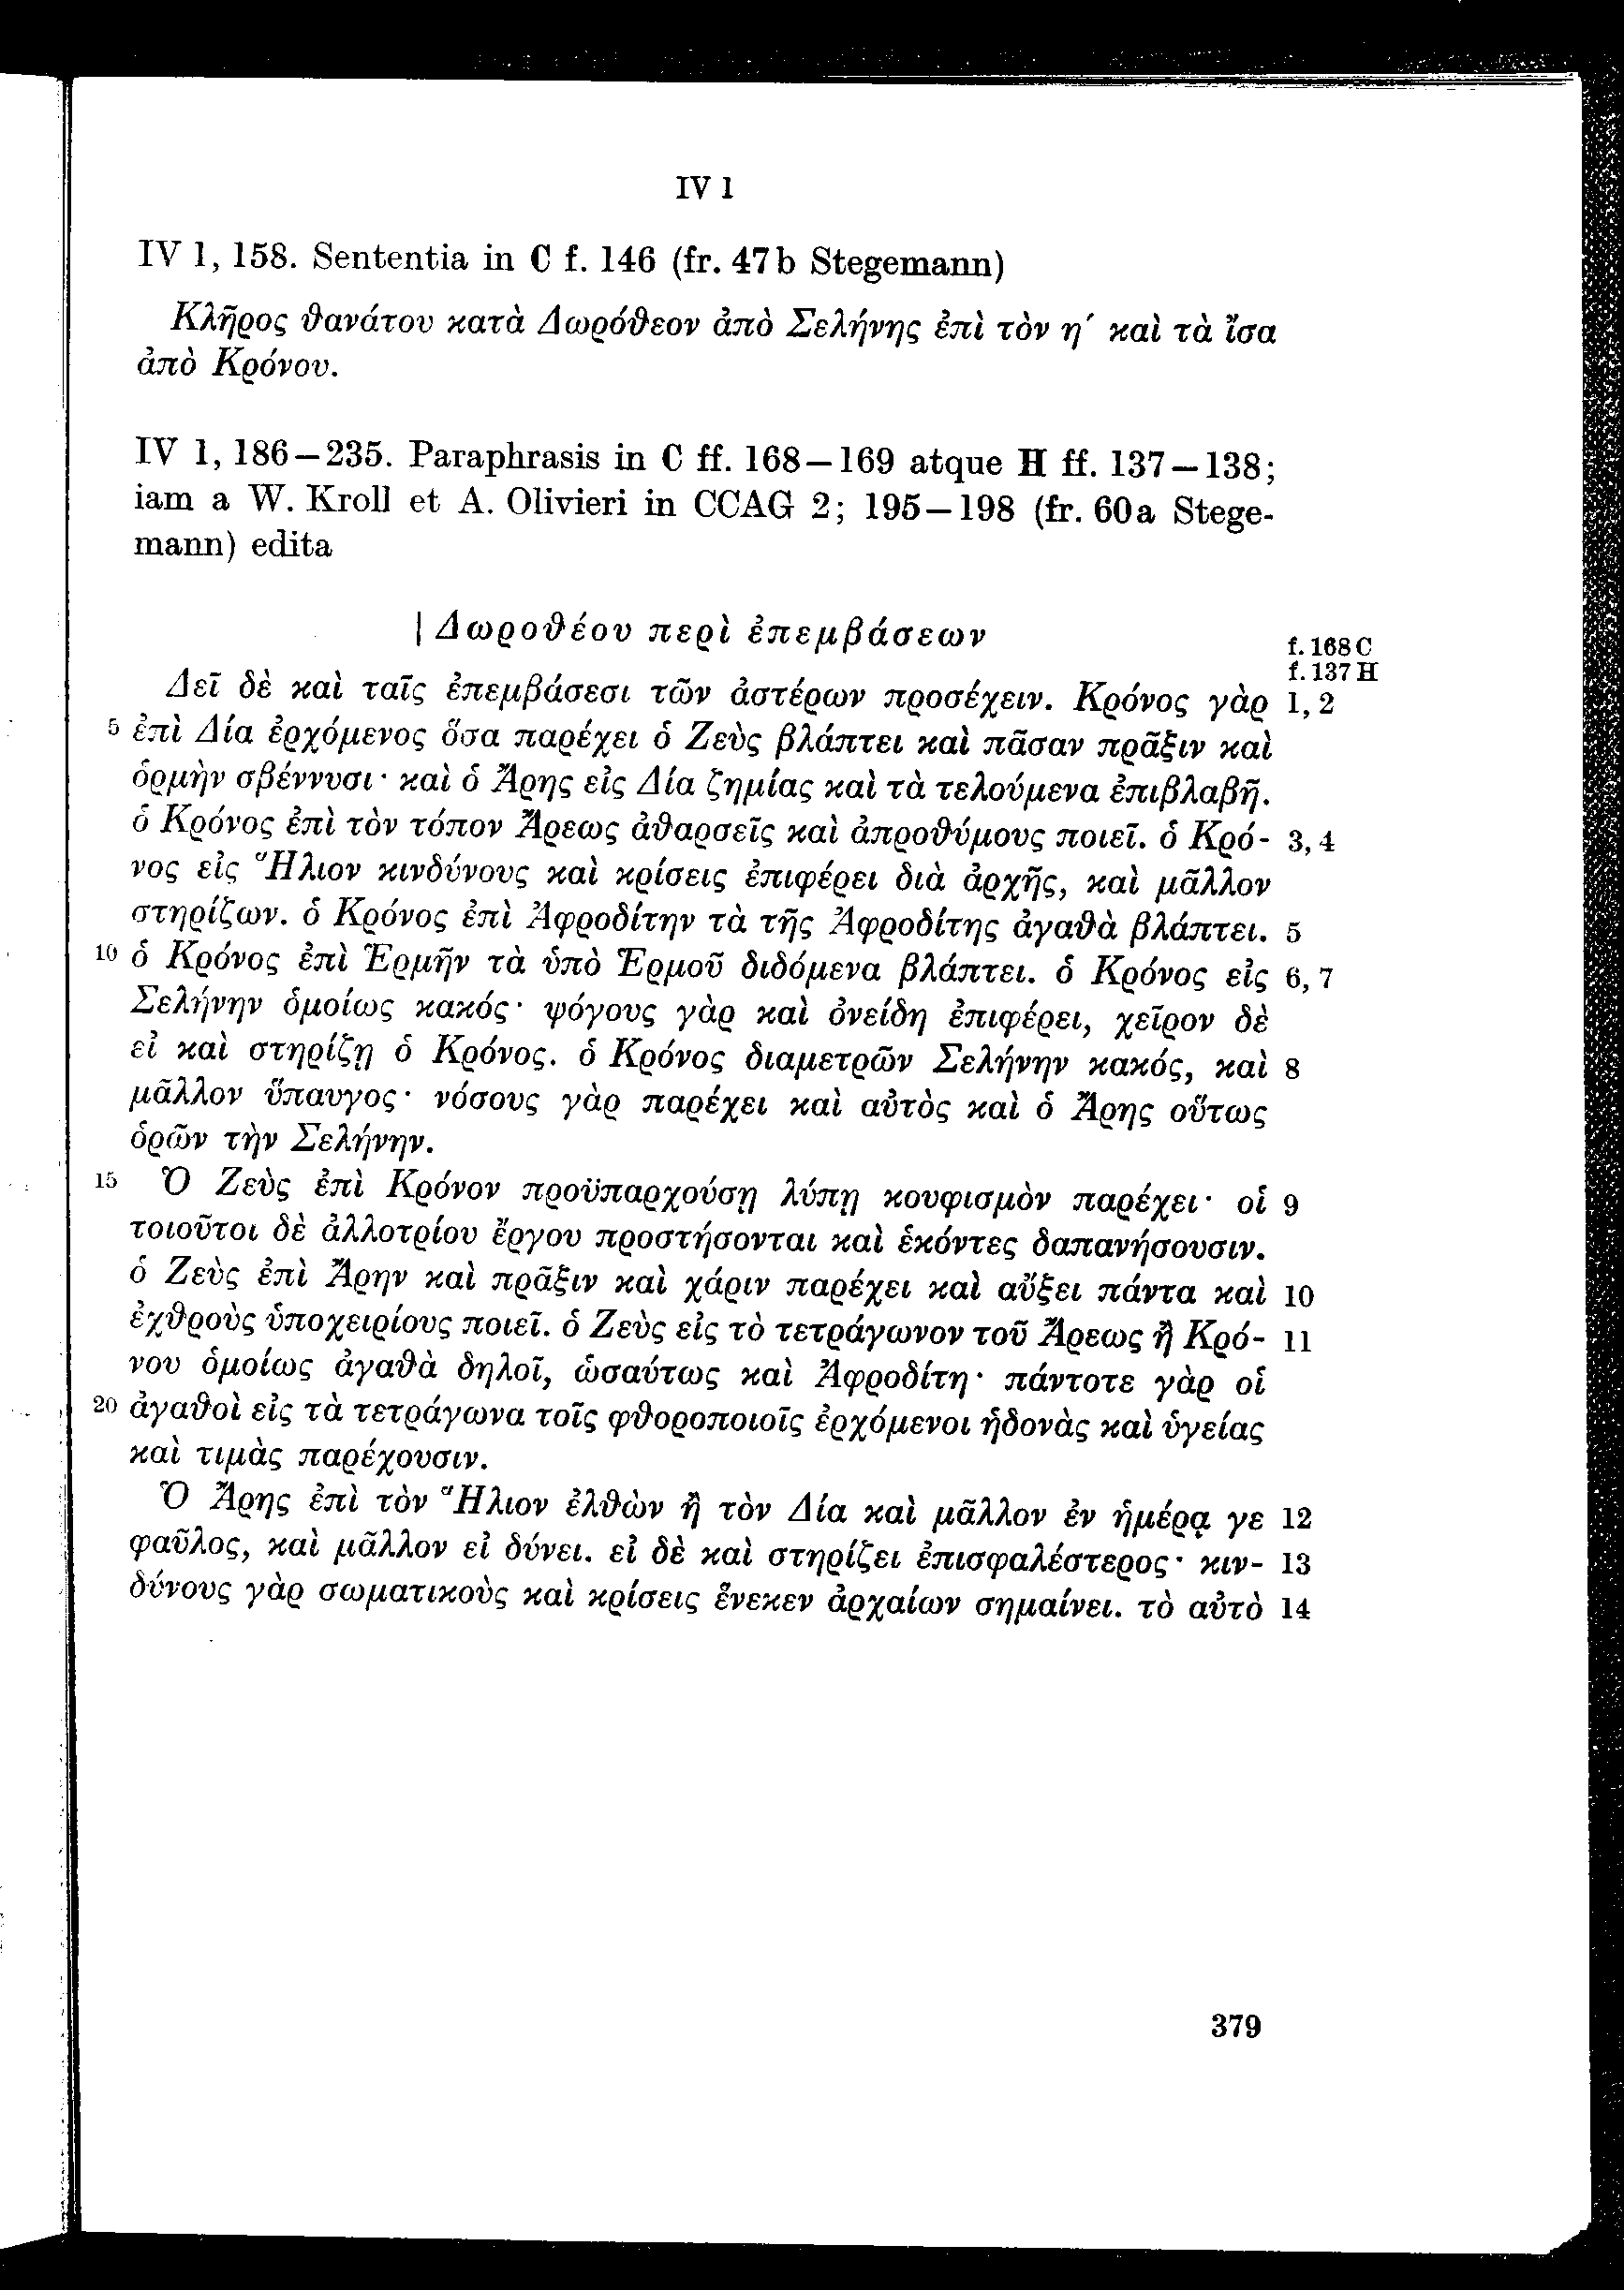 IV 1
IV 1, 158. Sententia in C f. 146 (fr. 47b Stegemann)
Κλῆρος θανάτου κατὰ Δωρόθεον ἀπὸ Σελήνης ἐπὶ τὸν η′ καὶ τὰ ἴσα
ἀπὸ Κρόνου.
IV 1, 186–235. Paraphrasis in C ff. 168–169 atque H ff. 137–138;
iam a W. Kroll et A. Olivieri in CCAG 2; 195–198 (fr. 60a Stege-
mann) edita
| Δωροθέου περὶ ἐπεμβάσεων f. 168 C
f. 137 H
Δεῖ δὲ καὶ ταῖς ἐπεμβάσεσι τῶν ἀστέρων προσέχειν. Κρόνος γὰρ 1, 2
5 ἐπὶ Δία ἐρχόμενος ὅσα παρέχει ὁ Ζεὺς βλάπτει καὶ πᾶσαν πρᾶξιν καὶ
ὁρμὴν σβέννυσι· καὶ ὁ Ἄρης εἰς Δία ζημίας καὶ τὰ τελούμενα ἐπιβλαβῆ.
ὁ Κρόνος ἐπὶ τὸν τόπον Ἄρεως ἀθαρσεῖς καὶ ἀπροθύμους ποιεῖ. ὁ Κρό- 3, 4
νος εἰς Ἥλιον κινδύνους καὶ κρίσεις ἐπιφέρει διὰ ἀρχῆς, καὶ μᾶλλον
στηρίζων. ὁ Κρόνος ἐπὶ Ἀφροδίτην τὰ τῆς Ἀφροδίτης ἀγαθὰ βλάπτει. 5
10 ὁ Κρόνος ἐπὶ Ἑρμῆν τὰ ὑπὸ Ἑρμοῦ διδόμενα βλάπτει. ὁ Κρόνος εἰς 6, 7
Σελήνην ὁμοίως κακός· ψόγους γὰρ καὶ ὀνείδη ἐπιφέρει, χεῖρον δὲ
εἰ καὶ στηρίζῃ ὁ Κρόνος. ὁ Κρόνος διαμετρῶν Σελήνην κακός, καὶ 8
μᾶλλον ὕπαυγος· νόσους γὰρ παρέχει καὶ αὐτὸς καὶ ὁ Ἄρης οὕτως
ὁρῶν τὴν Σελήνην.
15 Ὁ Ζεὺς ἐπὶ Κρόνον προϋπαρχούσῃ λύπῃ κουφισμὸν παρέχει· οἱ 9
τοιοῦτοι δὲ ἀλλοτρίου ἔργου προστήσονται καὶ ἑκόντες δαπανήσουσιν.
ὁ Ζεὺς ἐπὶ Ἄρην καὶ πρᾶξιν καὶ χάριν παρέχει καὶ αὔξει πάντα καὶ 10
ἐχθροὺς ὑποχειρίους ποιεῖ. ὁ Ζεὺς εἰς τὸ τετράγωνον τοῦ Ἄρεως ἢ Κρό- 11
νου ὁμοίως ἀγαθὰ δηλοῖ, ὡσαύτως καὶ Ἀφροδίτη· πάντοτε γὰρ οἱ
20 ἀγαθοὶ εἰς τὰ τετράγωνα τοῖς φθοροποιοῖς ἐρχόμενοι ἡδονὰς καὶ ὑγείας
καὶ τιμὰς παρέχουσιν.
Ὁ Ἄρης ἐπὶ τὸν Ἥλιον ἐλθὼν ἢ τὸν Δία καὶ μᾶλλον ἐν ἡμέρᾳ γε 12
φαῦλος, καὶ μᾶλλον εἰ δύνει. εἰ δὲ καὶ στηρίζει ἐπισφαλέστερος· κιν- 13
δύνους γὰρ σωματικοὺς καὶ κρίσεις ἕνεκεν ἀρχαίων σημαίνει. τὸ αὐτὸ 14
379